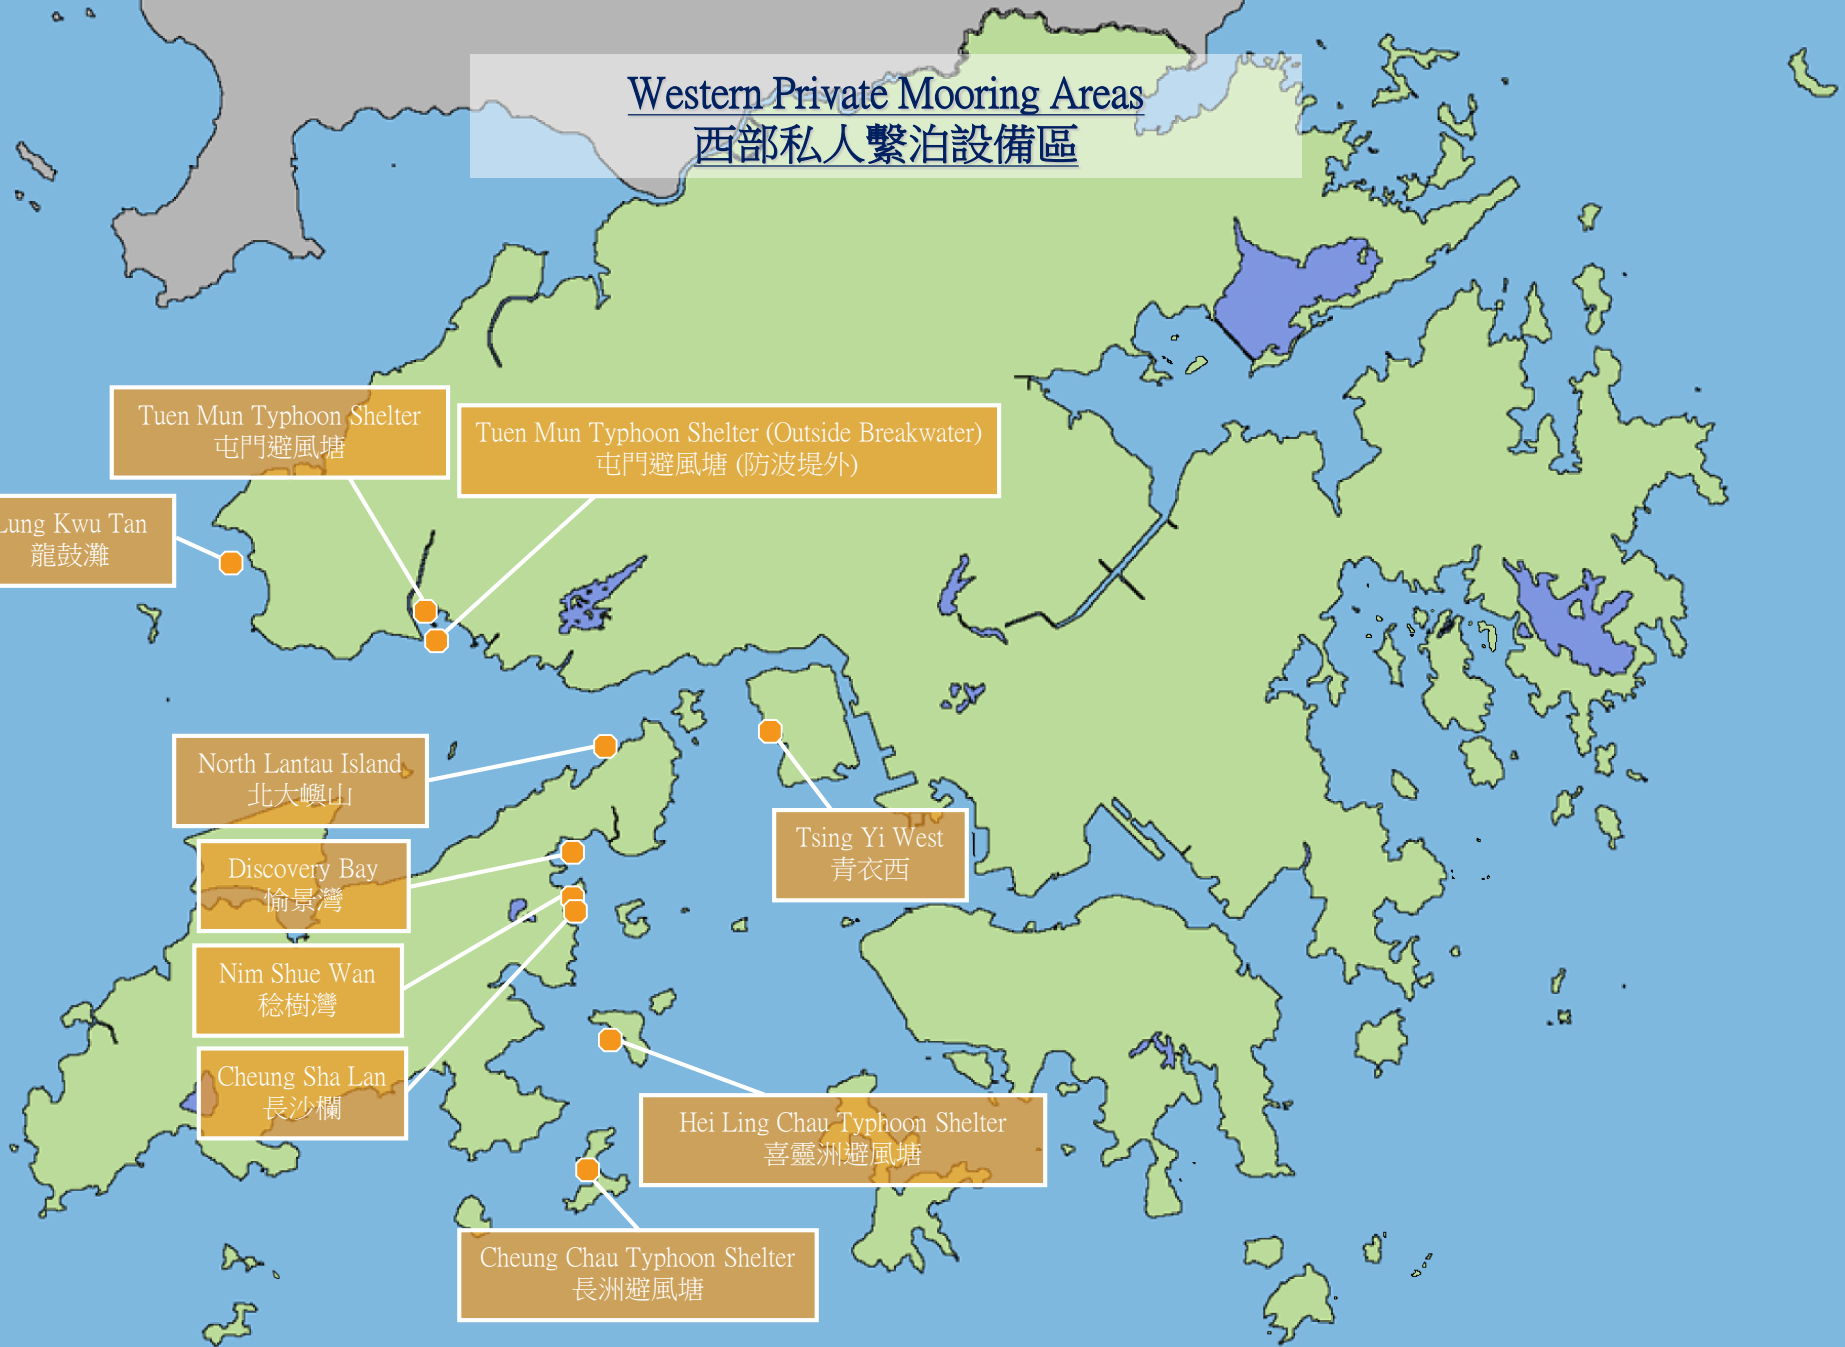 Western Private Mooring Areas
西部私人繫泊設備區
Tuen Mun Typhoon Shelter
屯門避風塘
Tuen Mun Typhoon Shelter (Outside Breakwater)
屯門避風塘 (防波堤外)
Lung Kwu Tan
龍鼓灘
North Lantau Island
北大嶼山
Tsing Yi West
青衣西
Discovery Bay
愉景灣
Nim Shue Wan
稔樹灣
Cheung Sha Lan
長沙欄
Hei Ling Chau Typhoon Shelter
喜靈洲避風塘
Cheung Chau Typhoon Shelter
長洲避風塘